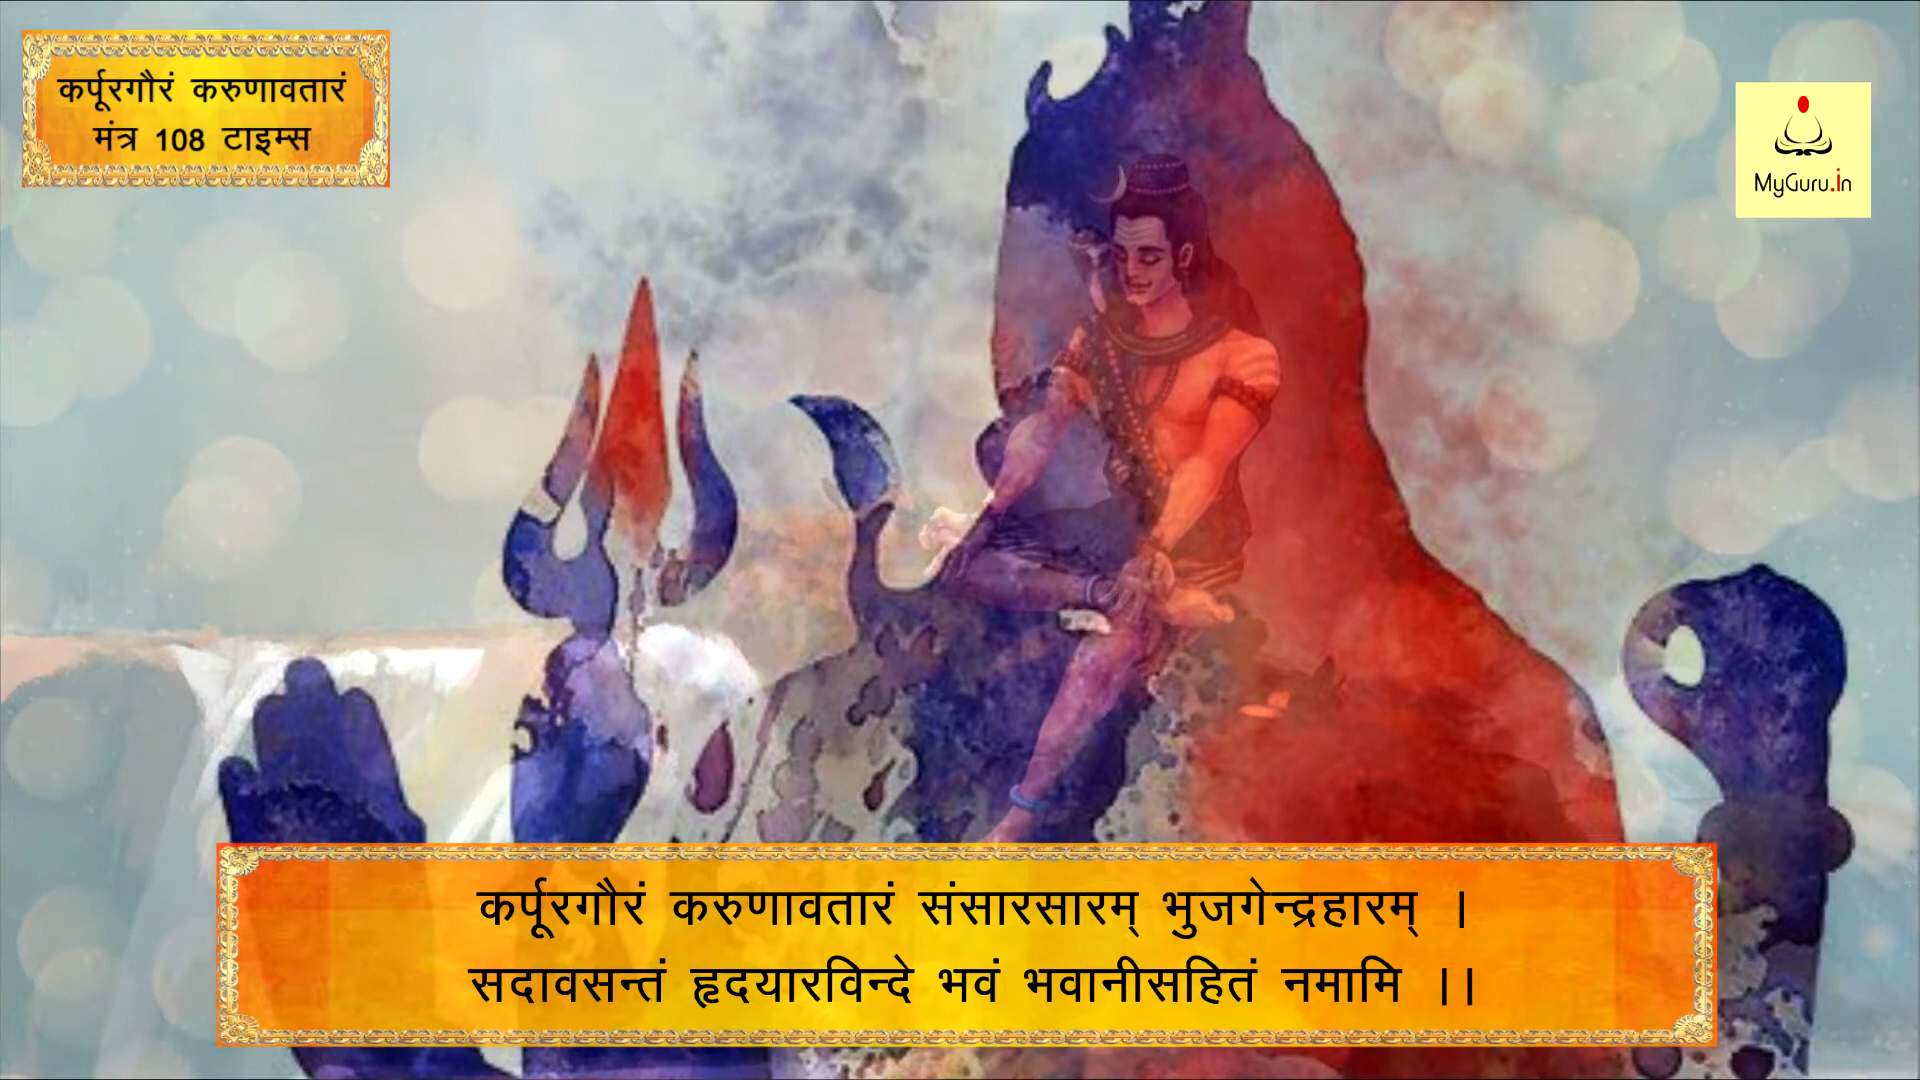 कर्पूरगौरं करुणावतारं
मंत्र 108 टाइम्स
MyGuru.in
कर्पूरगौरं करुणावतारं संसारसारम् भुजगेन्द्रहारम् ।
सदावसन्तं हृदयारविन्दे भवं भवानीसहितं नमामि ।।